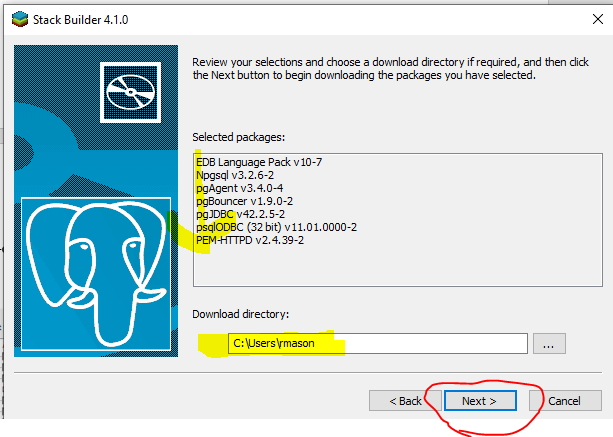 Stack Builder 4.1.0
Review your selections and choose a download directory if required, and then click
the Next button to begin downloading the packages you have selected.
Selected packages:
EDB Language Pack v10-7
Npgsql v3.2.6-2
pgAgent v3.4.0-4
pgBouncer v1.9.0-2
pgJDBC v42.2.5-2
psqlODBC (32 bit) v11.01.0000-2
PEM-HTTPD v2.4.39-2
Download directory:
C:\Users\rmason
...
< Back
Next >
Cancel